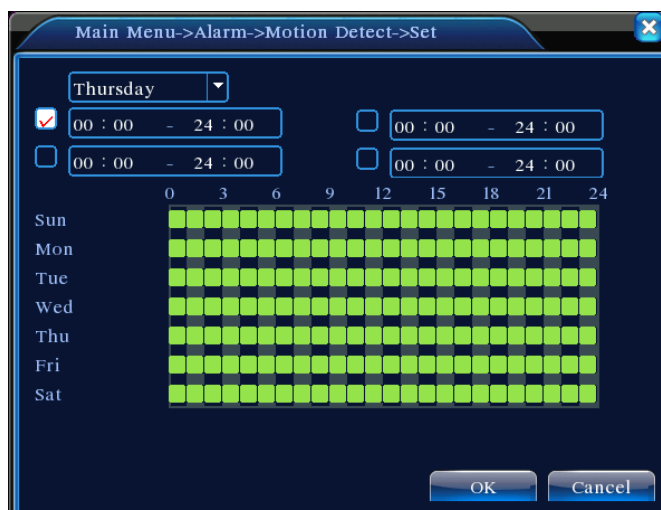 Main Menu->Alarm->Motion Detect->Set
Thursday
00 : 00 - 24 : 00 00 : 00 - 24 : 00
00 : 00 - 24 : 00 00 : 00 - 24 : 00
0 3 6 9 12 15 18 21 24
Sun
Mon
Tue
Wed
Thu
Fri
Sat
OK Cancel